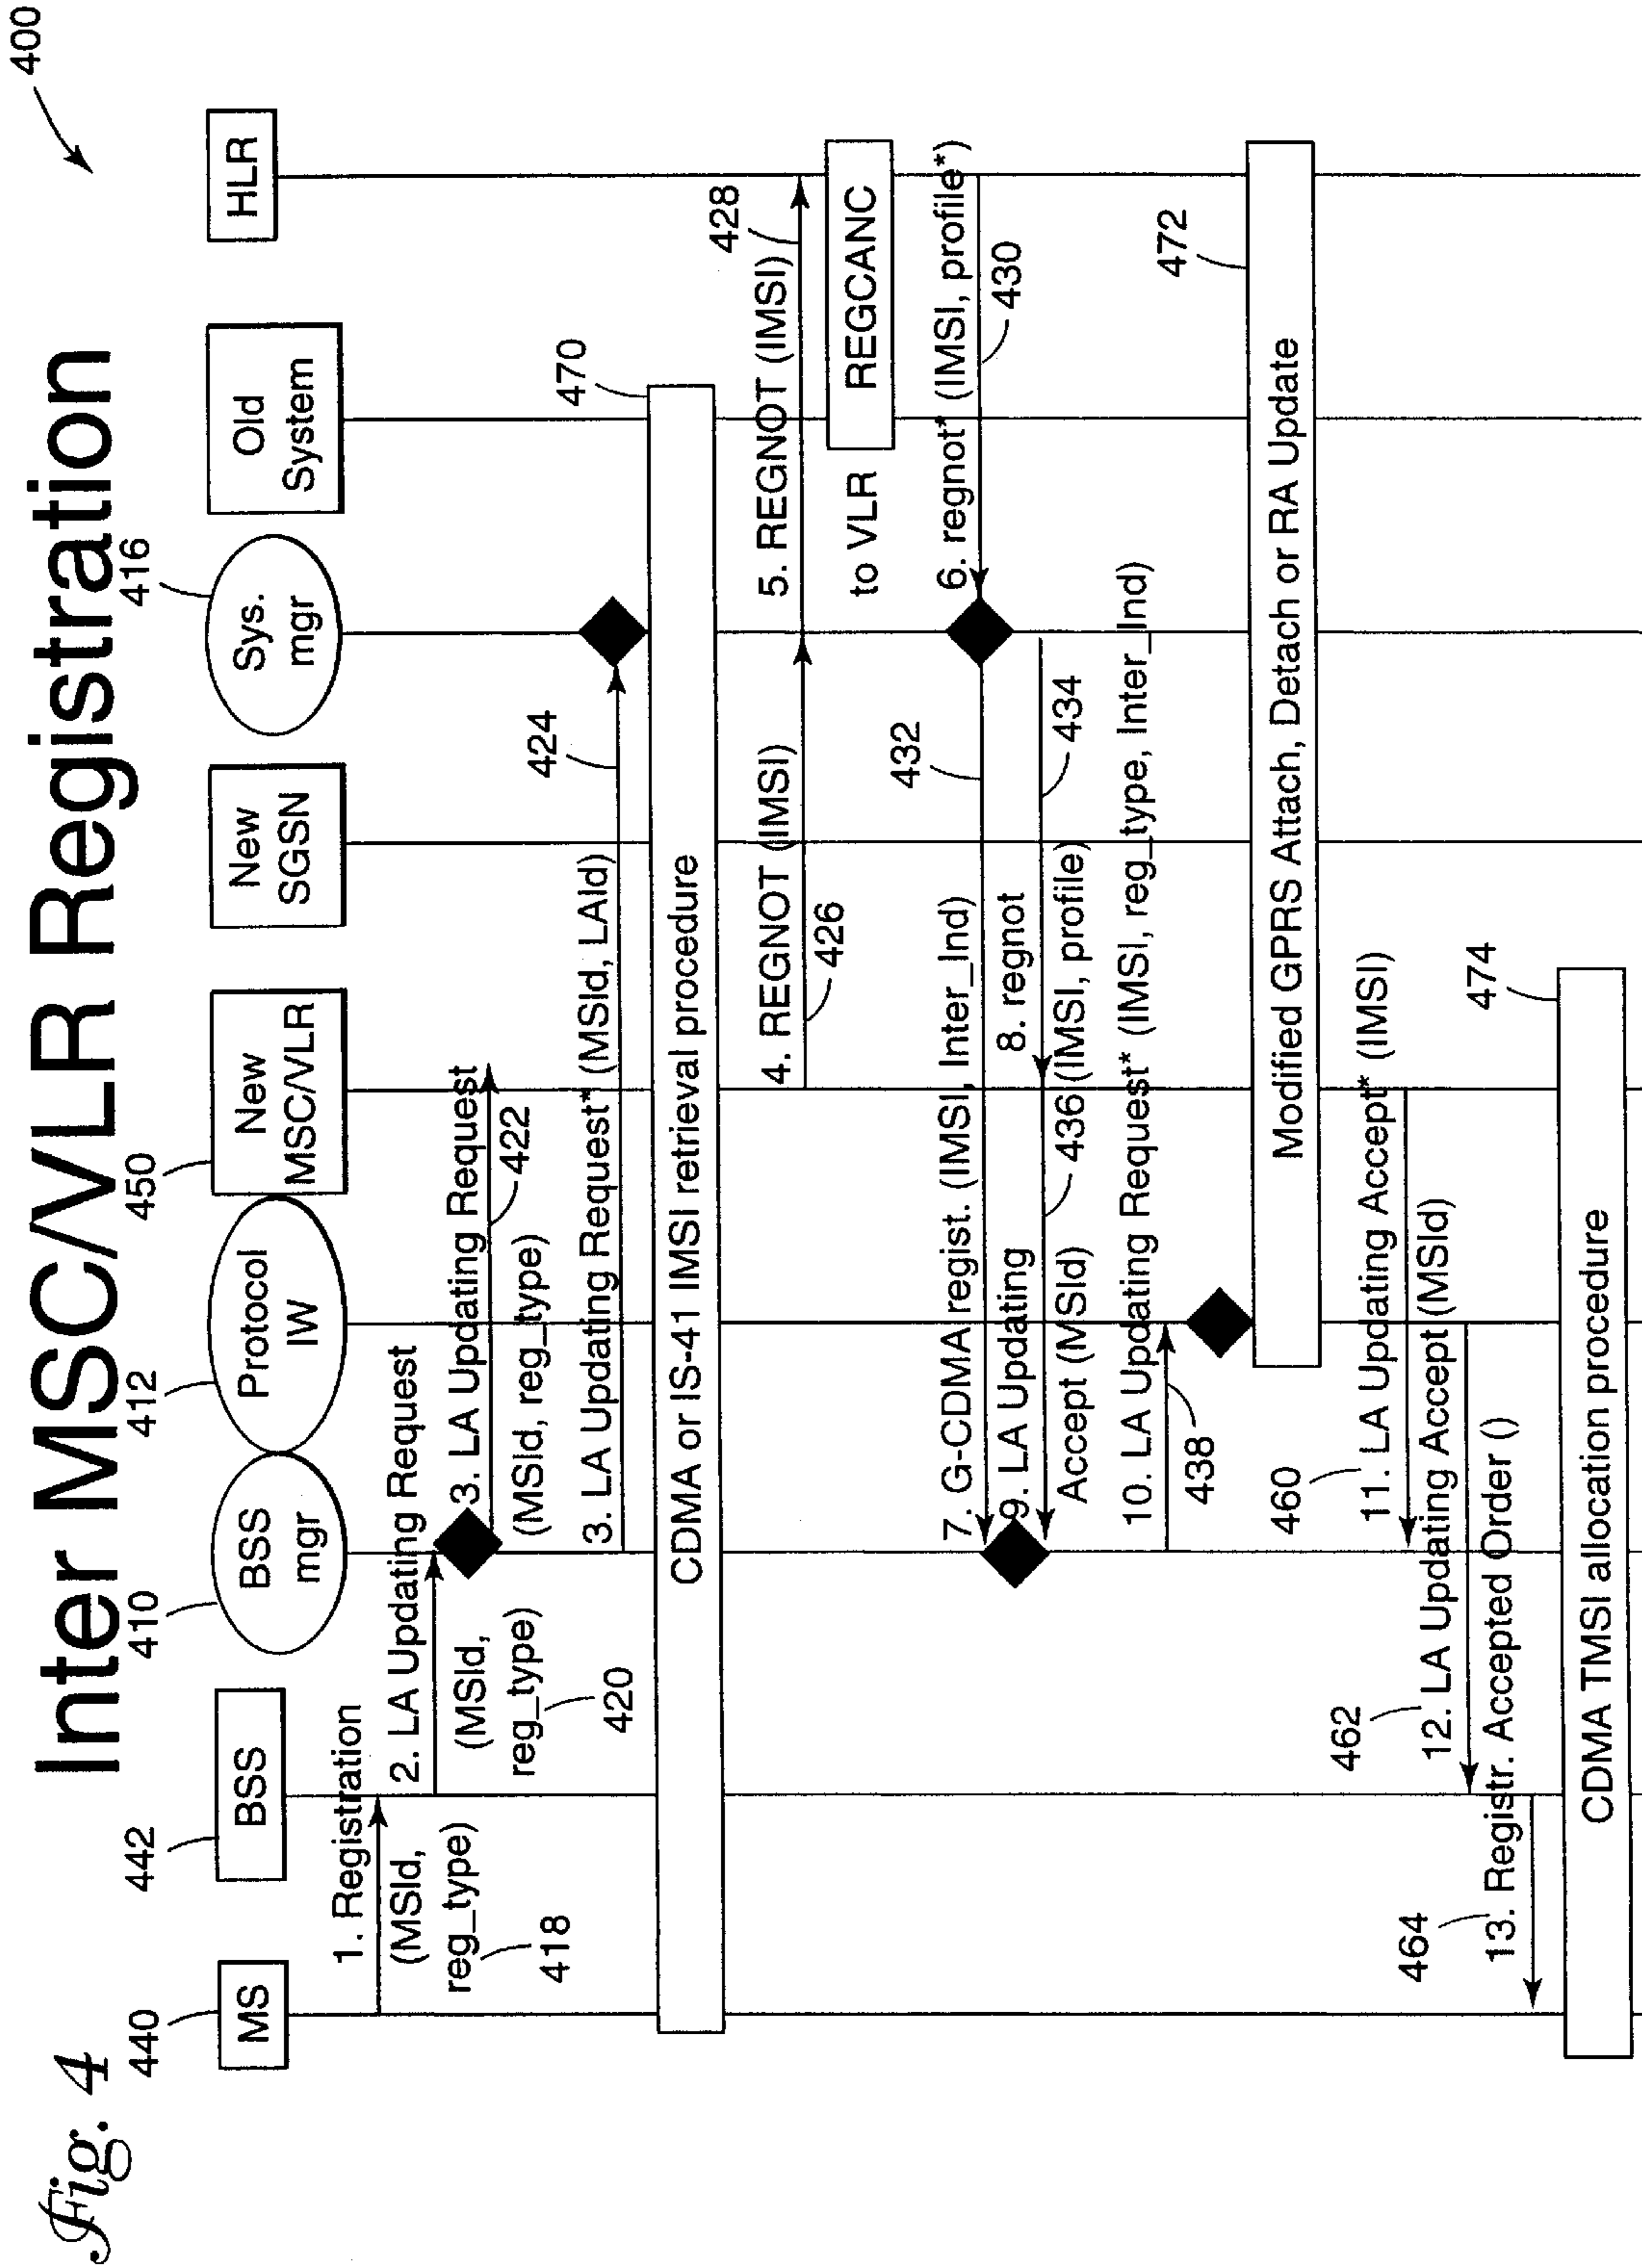 Fig. 4
Inter MSC/VLR Registration
400
440
442
410
412
450
416
MS
BSS
BSS
mgr
Protocol
IW
New
MSC/VLR
New
SGSN
Sys.
mgr
Old
System
HLR
1. Registration
(MSId,
reg_type)
418
2. LA Updating Request
(MSId,
reg_type)
420
3. LA Updating Request
422
(MSId, reg_type)
3. LA Updating Request* (MSId, LAId)
424
470
CDMA or IS-41 IMSI retrieval procedure
4. REGNOT (IMSI)
426
5. REGNOT (IMSI)
428
to VLR
REGCANC
6. regnot* (IMSI, profile*)
430
7. G-CDMA regist. (IMSI, Inter_Ind)
432
8. regnot
434
9. LA Updating
436 (IMSI, profile)
Accept (MSId)
10. LA Updating Request* (IMSI, reg_type, Inter_Ind)
438
472
Modified GPRS Attach, Detach or RA Update
460
11. LA Updating Accept* (IMSI)
462
12. LA Updating Accept (MSId)
464
13. Registr. Accepted Order ()
474
CDMA TMSI allocation procedure